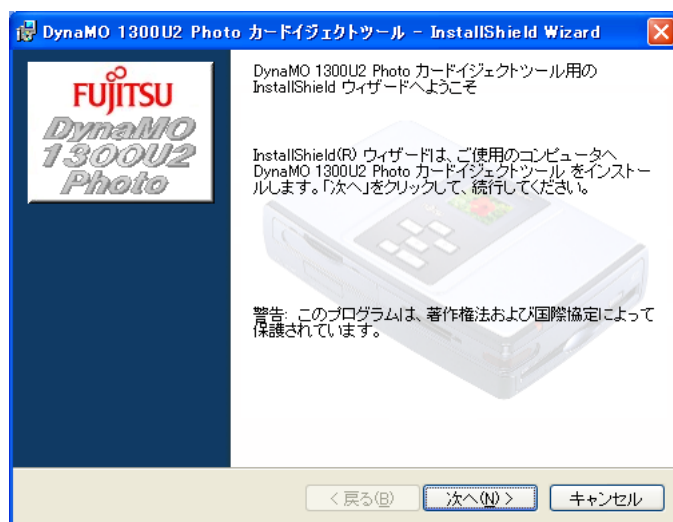 DynaMO 1300U2 Photo カードイジェクトツール - InstallShield Wizard
FUJITSU
DynaMO
1300U2
Photo
DynaMO 1300U2 Photo カードイジェクトツール用の
InstallShield ウィザードへようこそ
InstallShield(R) ウィザードは、ご使用のコンピュータへ
DynaMO 1300U2 Photo カードイジェクトツール をインストー
ルします。「次へ」をクリックして、続行してください。
警告: このプログラムは、著作権法および国際協定によって
保護されています。
< 戻る(B)
次へ(N) >
キャンセル